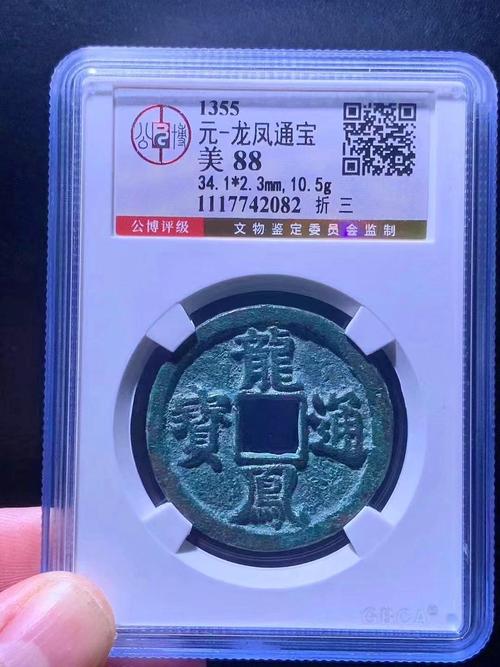 1355
公 G 博
元-龙凤通宝
美 88
34.1*2.3mm,10.5g
1117742082 折 三
公博评级 文物鉴定委员会监制
龍鳳通寶
GBCA